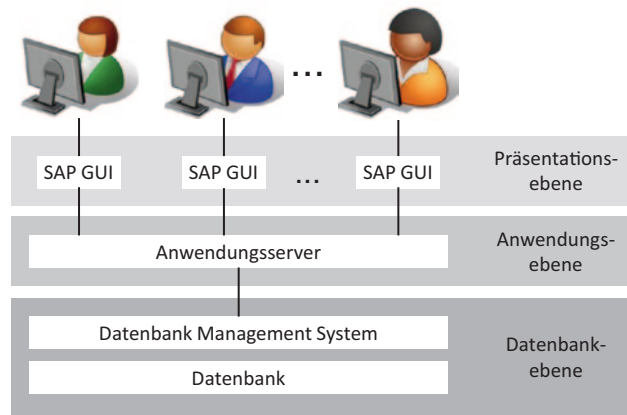 ...
SAP GUI SAP GUI ... SAP GUI
Präsentations-
ebene
Anwendungsserver
Anwendungs-
ebene
Datenbank Management System
Datenbank
Datenbank-
ebene